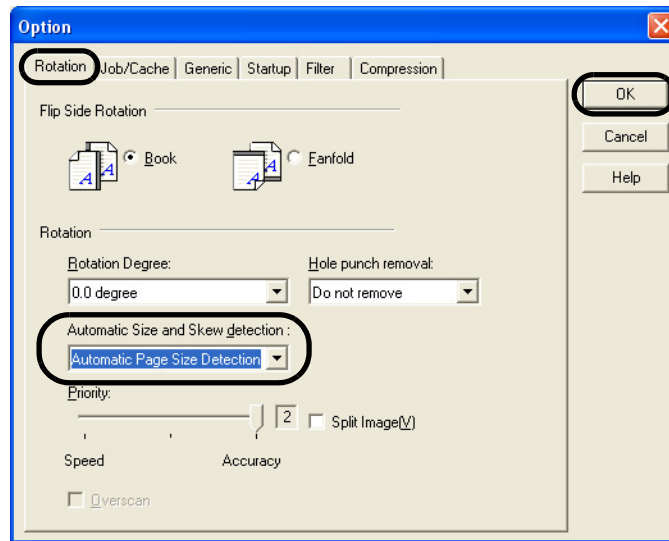 Option
Rotation Job/Cache Generic Startup Filter Compression
OK
Cancel
Help
Flip Side Rotation
A A Book A A Fanfold
Rotation
Rotation Degree: Hole punch removal:
0.0 degree Do not remove
Automatic Size and Skew detection :
Automatic Page Size Detection
Priority:
2 Split Image(V)
Speed Accuracy
Overscan